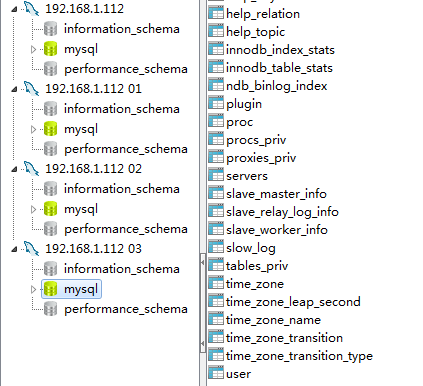 192.168.1.112
information_schema
mysql
performance_schema
192.168.1.112 01
information_schema
mysql
performance_schema
192.168.1.112 02
information_schema
mysql
performance_schema
192.168.1.112 03
information_schema
mysql
performance_schema
help_relation
help_topic
innodb_index_stats
innodb_table_stats
ndb_binlog_index
plugin
proc
procs_priv
proxies_priv
servers
slave_master_info
slave_relay_log_info
slave_worker_info
slow_log
tables_priv
time_zone
time_zone_leap_second
time_zone_name
time_zone_transition
time_zone_transition_type
user